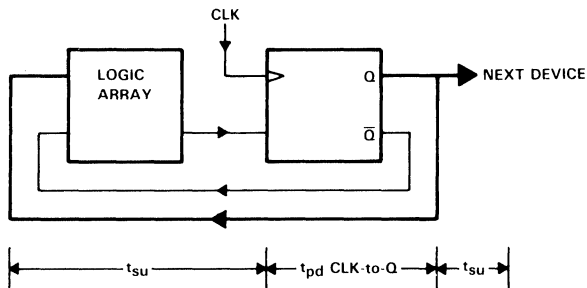 CLK
LOGIC
ARRAY
Q
Q̅
NEXT DEVICE
tsu
tpd CLK-to-Q
tsu